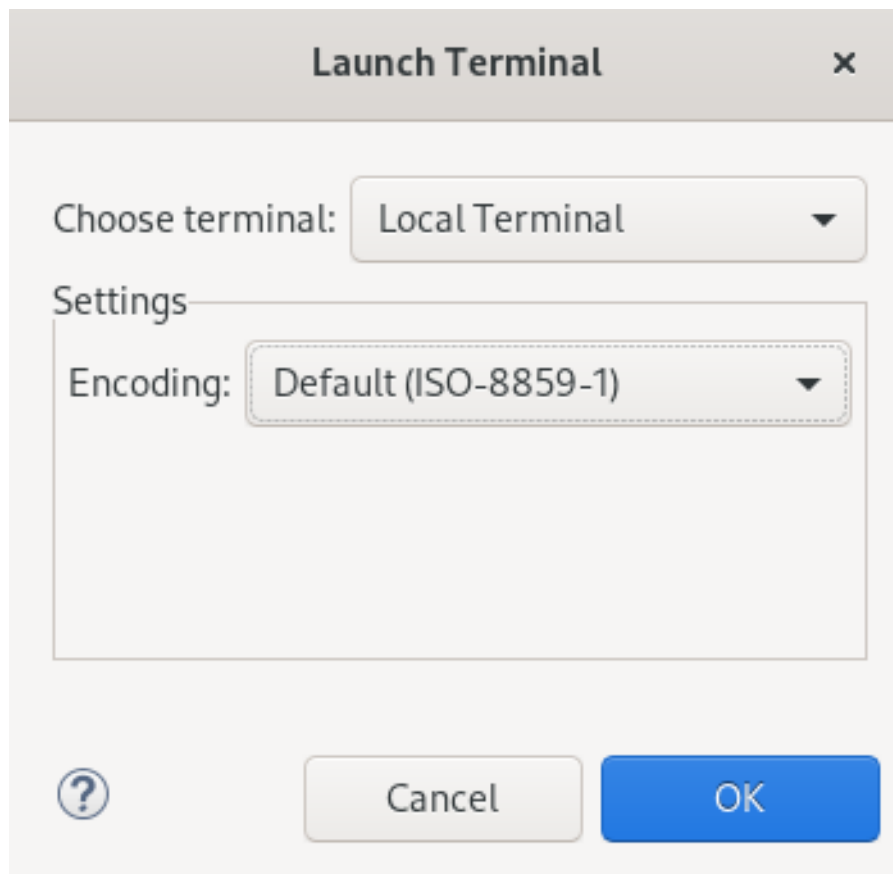 Launch Terminal ×
Choose terminal: Local Terminal
Settings
Encoding: Default (ISO-8859-1)
? Cancel OK